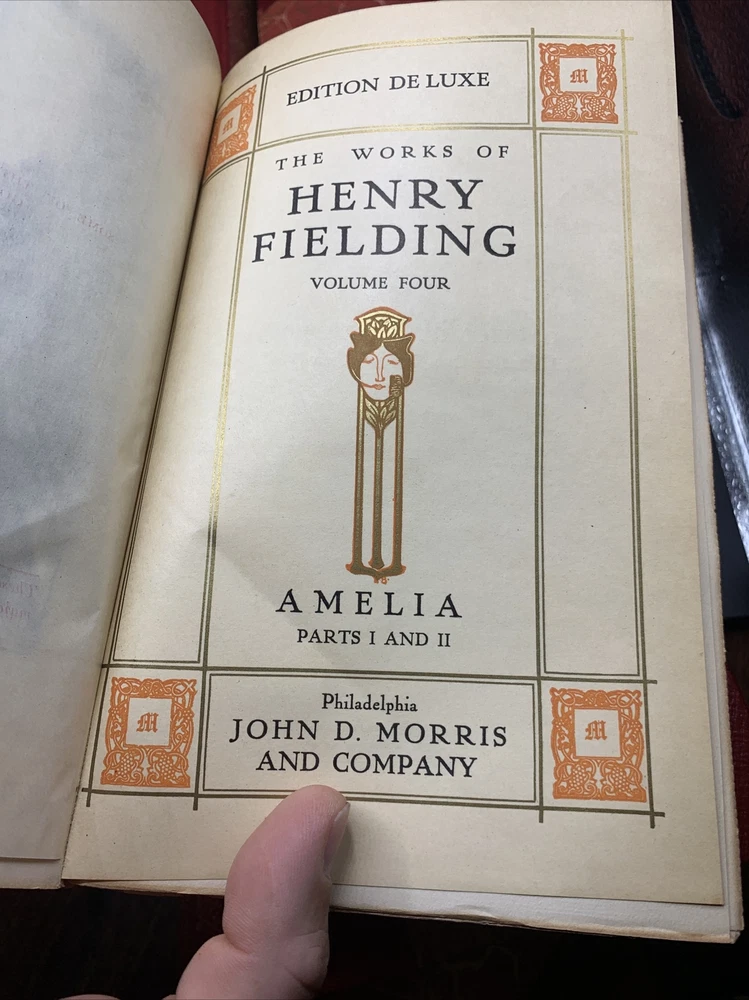 EDITION DE LUXE
M
M
THE WORKS OF
HENRY
FIELDING
VOLUME FOUR
AMELIA
PARTS I AND II
Philadelphia
JOHN D. MORRIS
AND COMPANY
M
M